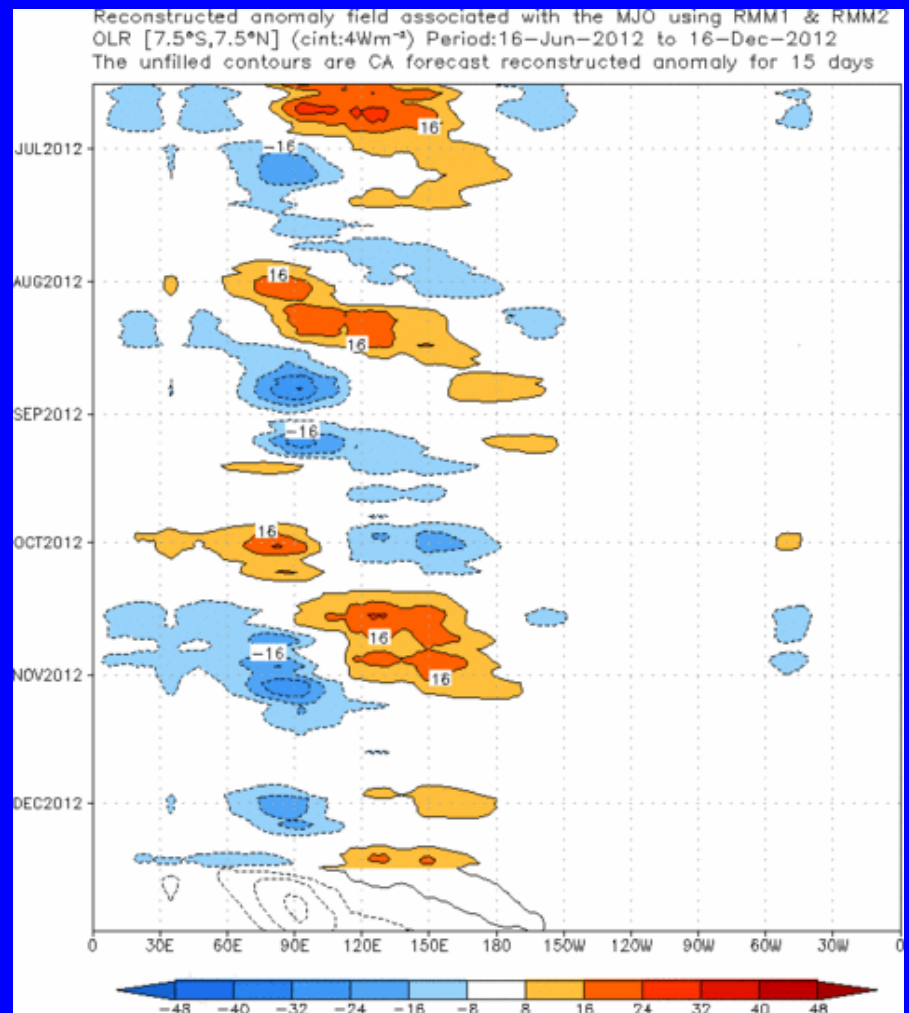 Reconstructed anomaly field associated with the MJO using RMM1 & RMM2
OLR [7.5°S,7.5°N] (cint:4Wm⁻²) Period:16-Jun-2012 to 16-Dec-2012
The unfilled contours are CA forecast reconstructed anomaly for 15 days
16
JUL2012
-16
16
AUG2012
16
SEP2012
-16
16
OCT2012
16
-16
NOV2012
16
DEC2012
0 30E 60E 90E 120E 150E 180 150W 120W 90W 60W 30W 0
-48 -40 -32 -24 -16 -8 8 16 24 32 40 48